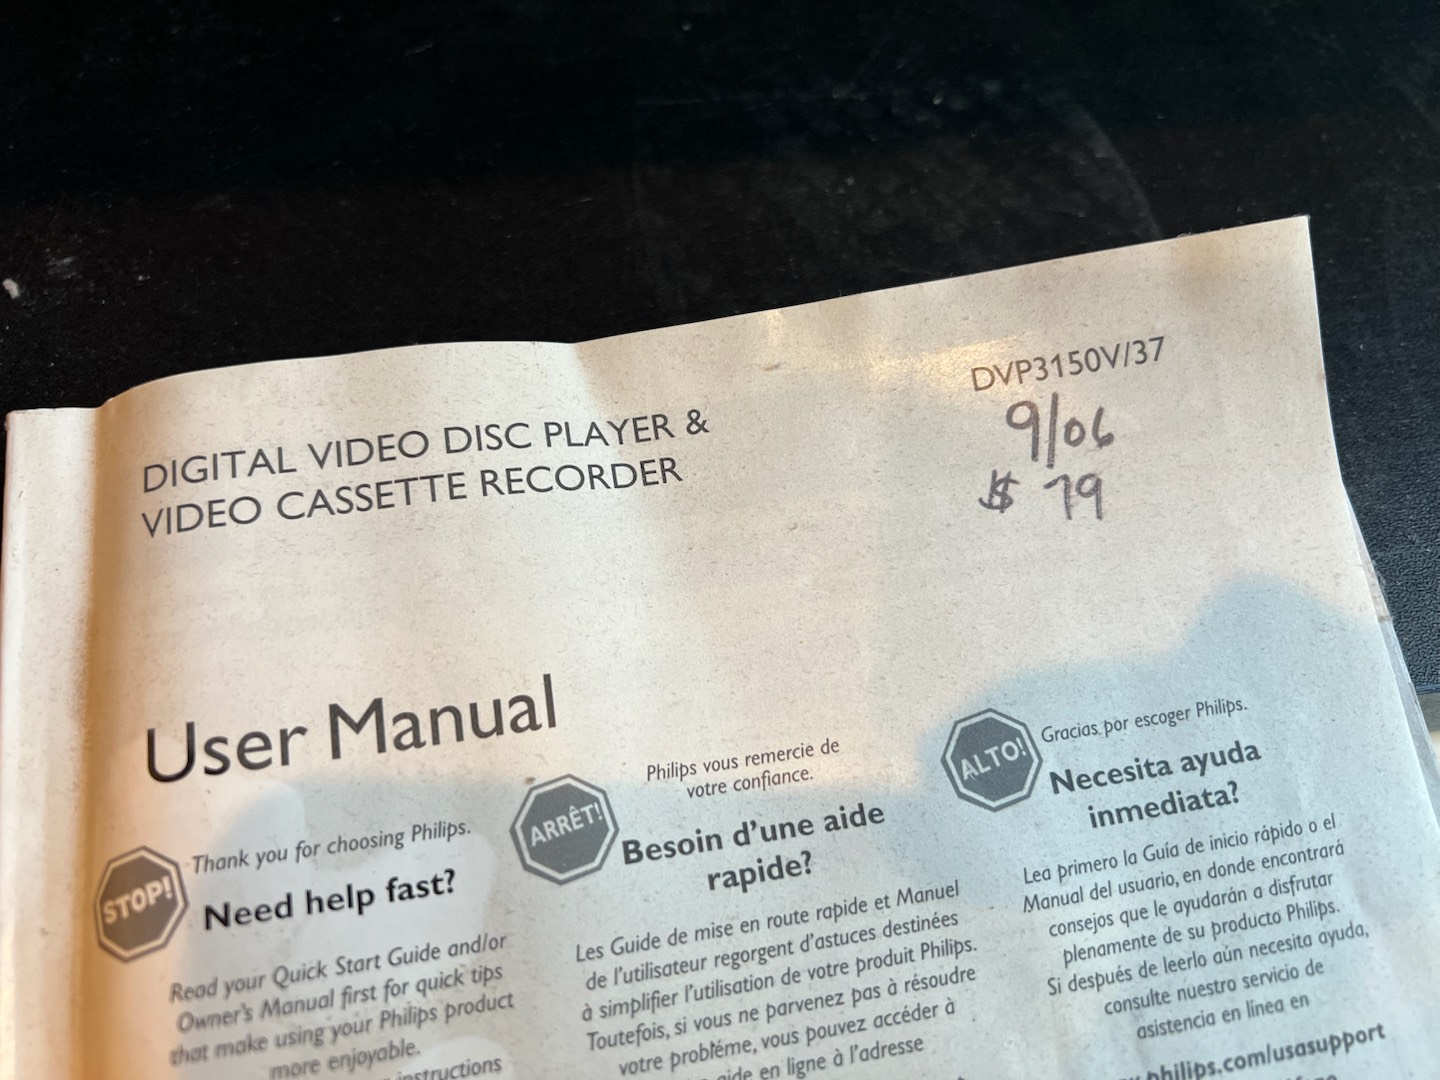 DVP3150V/37
9/06
$ 79
DIGITAL VIDEO DISC PLAYER &
VIDEO CASSETTE RECORDER
User Manual
STOP!
Thank you for choosing Philips.
Need help fast?
Read your Quick Start Guide and/or
Owner's Manual first for quick tips
that make using your Philips product
more enjoyable.
instructions
ARRÊT!
Philips vous remercie de
votre confiance.
Besoin d'une aide
rapide?
Les Guide de mise en route rapide et Manuel
de l'utilisateur regorgent d'astuces destinées
à simplifier l'utilisation de votre produit Philips.
Toutefois, si vous ne parvenez pas à résoudre
votre probléme, vous pouvez accéder à
aide en ligne à l'adresse
ALTO!
Gracias por escoger Philips.
Necesita ayuda
inmediata?
Lea primero la Guía de inicio rápido o el
Manual del usuario, en donde encontrará
consejos que le ayudarán a disfrutar
plenamente de su producto Philips.
Si después de leerlo aún necesita ayuda,
consulte nuestro servicio de
asistencia en línea en
philips.com/usasupport